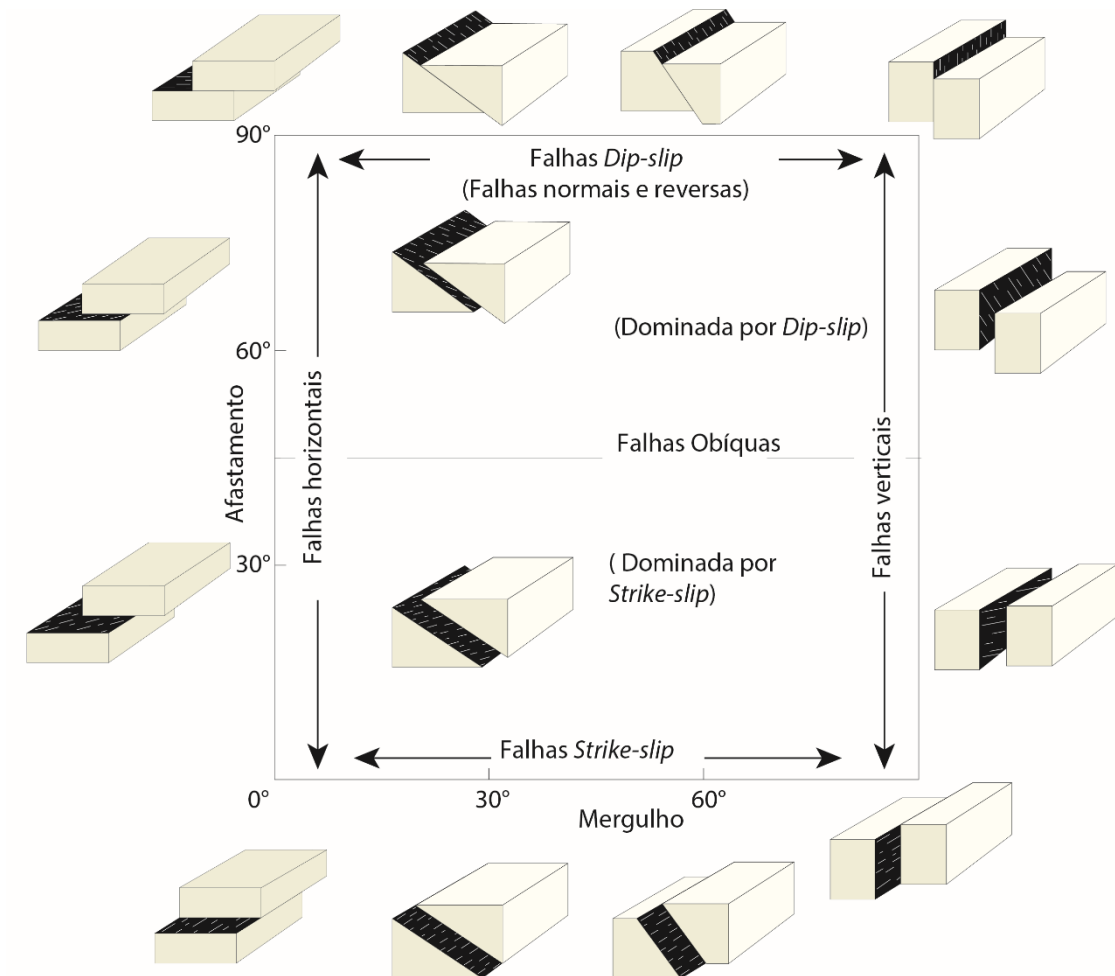 90°
Falhas Dip-slip
(Falhas normais e reversas)
60°
(Dominada por Dip-slip)
Afastamento
Falhas horizontais
Falhas Obíquas
Falhas verticais
30°
( Dominada por
Strike-slip)
Falhas Strike-slip
0°
30°
60°
Mergulho